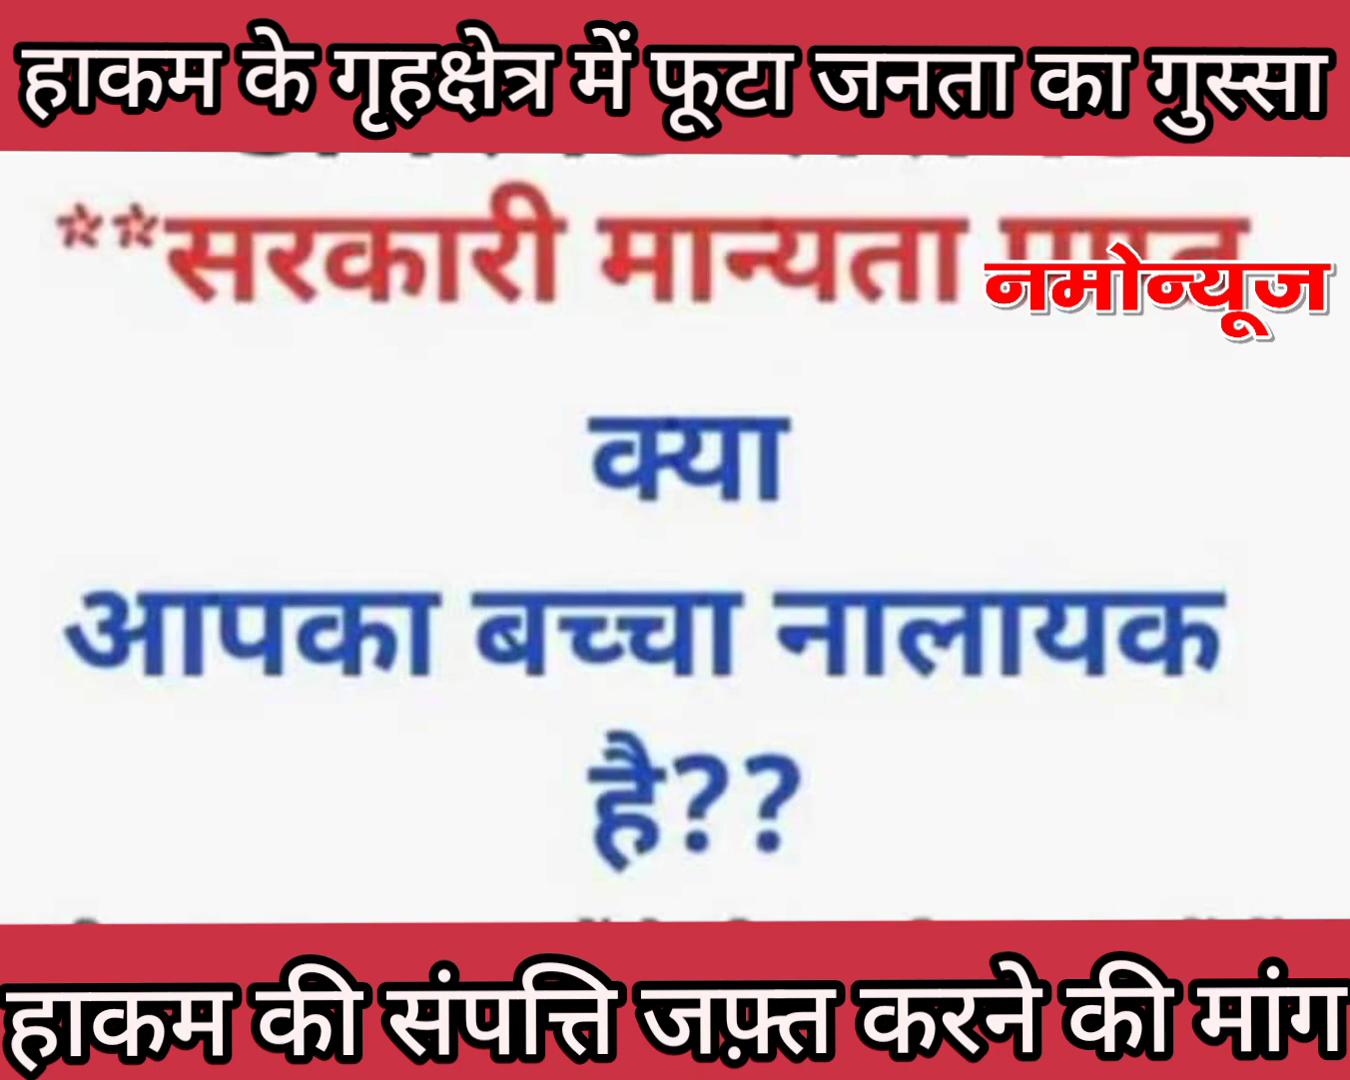 हाकम के गृहक्षेत्र में फूटा जनता का गुस्सा
**सरकारी मान्यता
नमोन्यूज
क्या
आपका बच्चा नालायक
है??
हाकम की संपत्ति जफ़्त करने की मांग